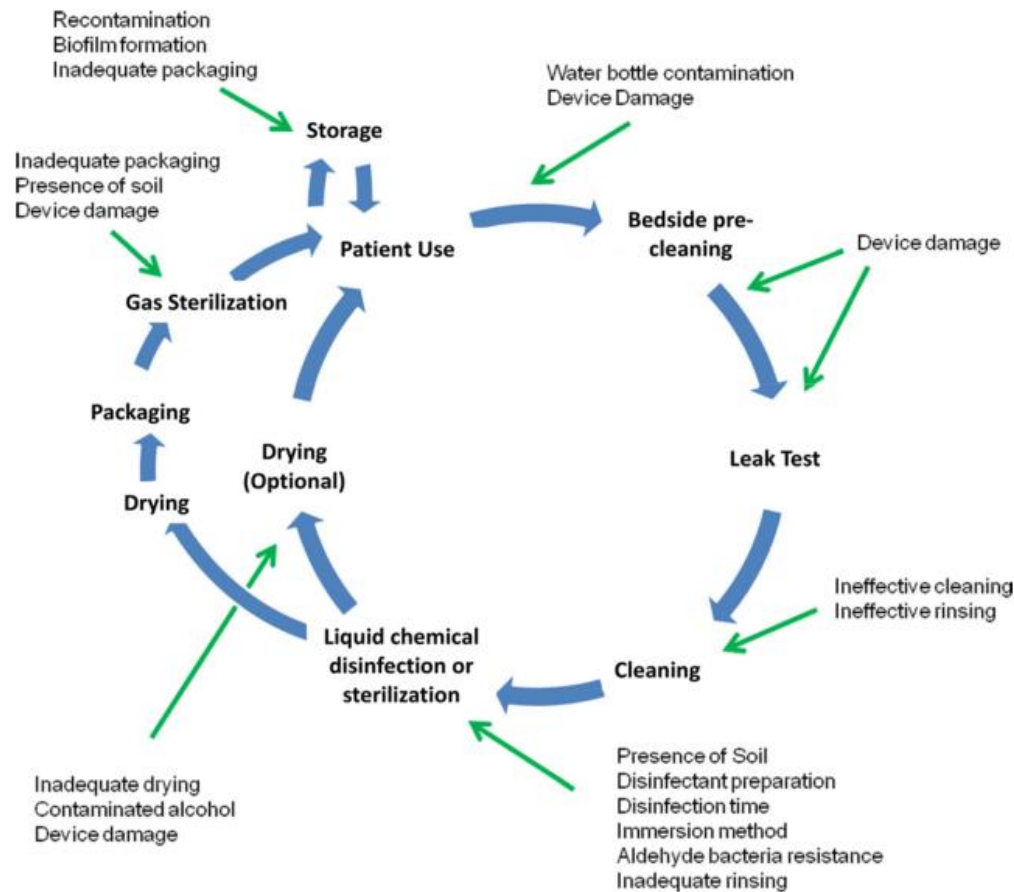 Recontamination
Biofilm formation
Inadequate packaging
Water bottle contamination
Device Damage
Storage
Inadequate packaging
Presence of soil
Device damage
Patient Use
Bedside pre-
cleaning
Device damage
Gas Sterilization
Packaging
Drying
(Optional)
Leak Test
Drying
Ineffective cleaning
Ineffective rinsing
Liquid chemical
disinfection or
sterilization
Cleaning
Inadequate drying
Contaminated alcohol
Device damage
Presence of Soil
Disinfectant preparation
Disinfection time
Immersion method
Aldehyde bacteria resistance
Inadequate rinsing